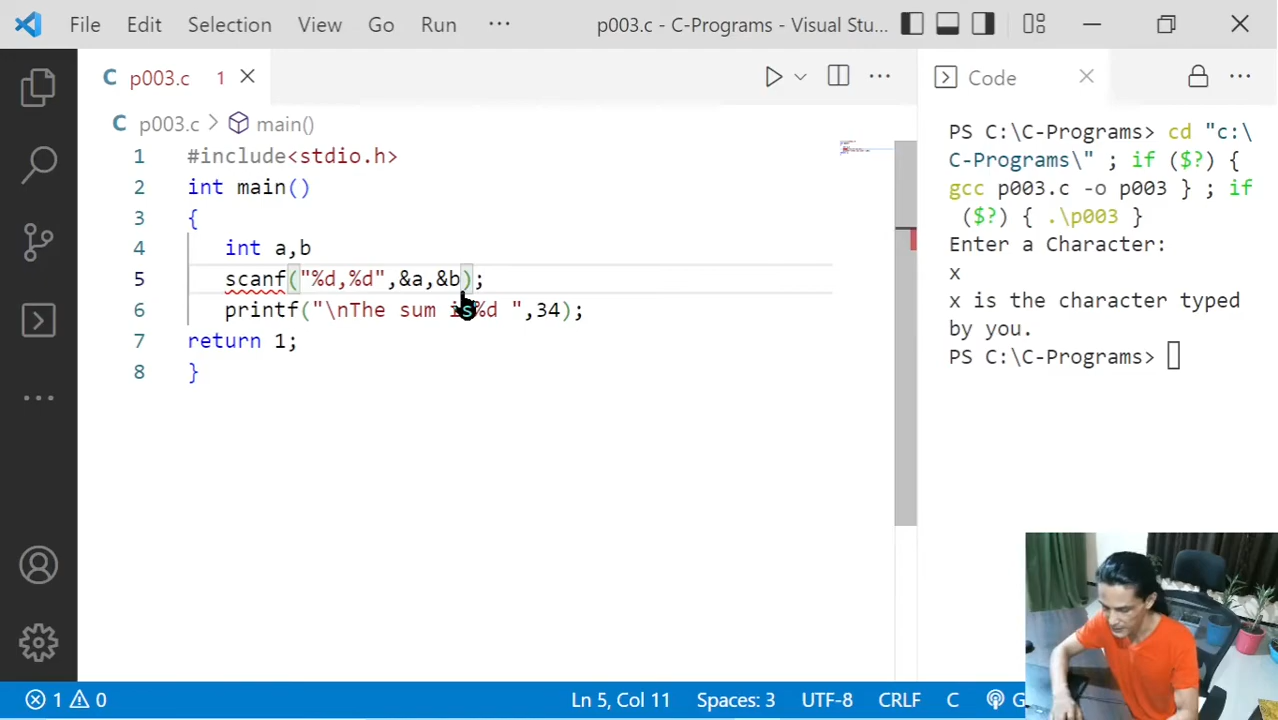 File Edit Selection View Go Run ··· p003.c - C-Programs - Visual Stu...
C p003.c 1
Code
C p003.c > main()
1 #include<stdio.h>
2 int main()
3 {
4 int a,b
5 scanf("%d,%d",&a,&b);
6 printf("\nThe sum is%d ",34);
7 return 1;
8 }
PS C:\C-Programs> cd "c:\
C-Programs\" ; if ($?) {
gcc p003.c -o p003 } ; if
($?) { .\p003 }
Enter a Character:
x
x is the character typed
by you.
PS C:\C-Programs>
1 0 Ln 5, Col 11 Spaces: 3 UTF-8 CRLF C G